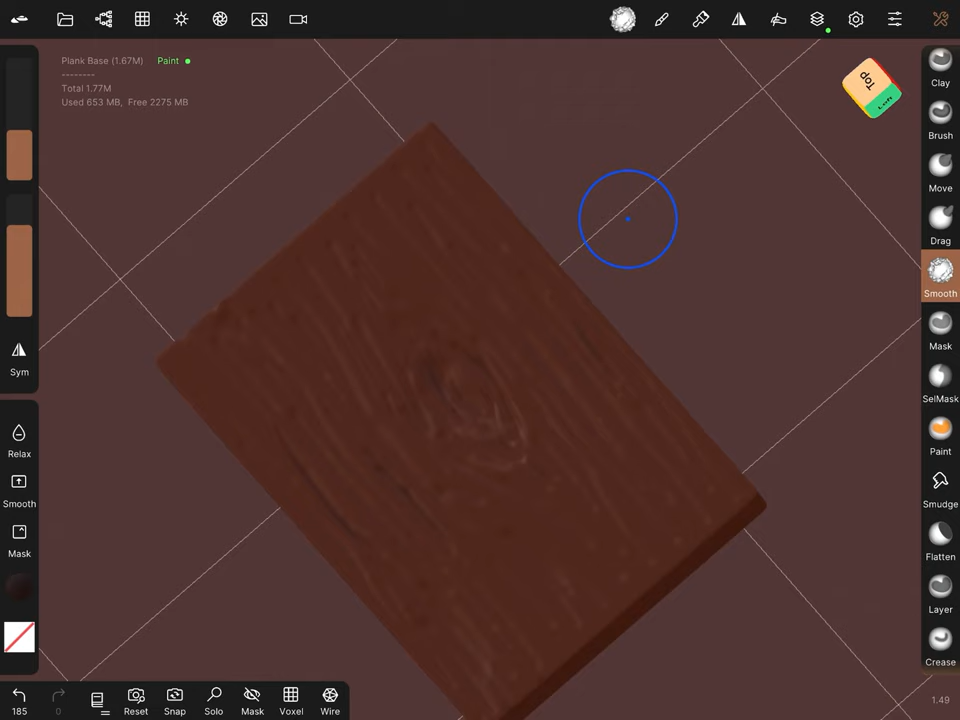 Plank Base (1.67M) Paint
--------
Total 1.77M
Used 653 MB, Free 2275 MB
Top
Sym
Relax
Smooth
Mask
Clay
Brush
Move
Drag
Smooth
Mask
SelMask
Paint
Smudge
Flatten
Layer
Crease
185
0
Reset
Snap
Solo
Mask
Voxel
Wire
1.49